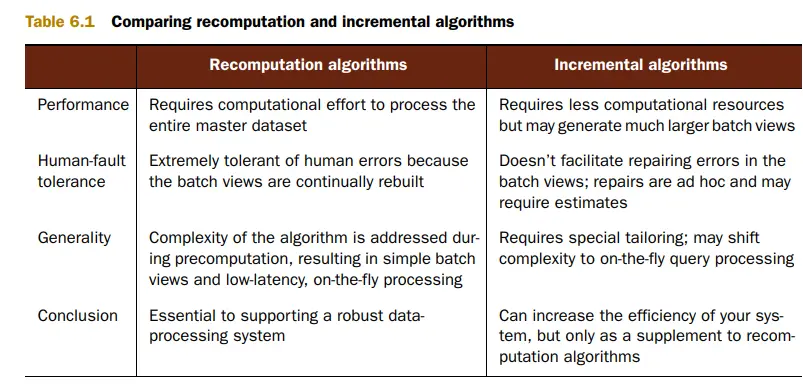 Table 6.1 Comparing recomputation and incremental algorithms
Recomputation algorithms Incremental algorithms
Performance Requires computational effort to process the Requires less computational resources
entire master dataset but may generate much larger batch views
Human-fault Extremely tolerant of human errors because Doesn't facilitate repairing errors in the
tolerance the batch views are continually rebuilt batch views; repairs are ad hoc and may
require estimates
Generality Complexity of the algorithm is addressed dur- Requires special tailoring; may shift
ing precomputation, resulting in simple batch complexity to on-the-fly query processing
views and low-latency, on-the-fly processing
Conclusion Essential to supporting a robust data- Can increase the efficiency of your sys-
processing system tem, but only as a supplement to recom-
putation algorithms